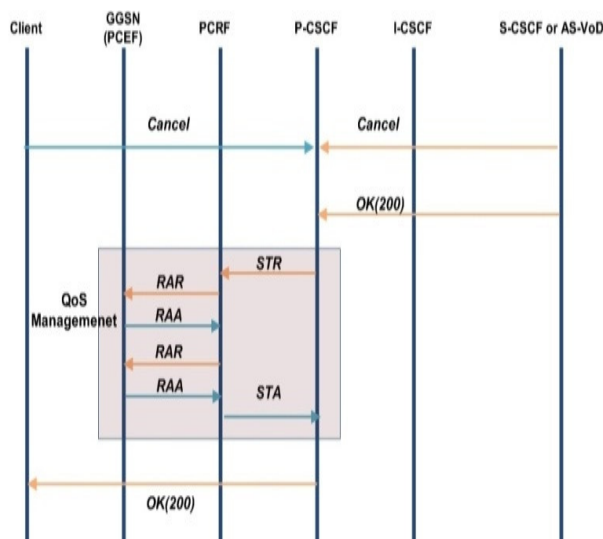 Client
GGSN
(PCEF)
PCRF
P-CSCF
I-CSCF
S-CSCF or AS-VoD
Cancel
Cancel
OK(200)
STR
RAR
QoS
Managemenet
RAA
RAR
RAA
STA
OK(200)